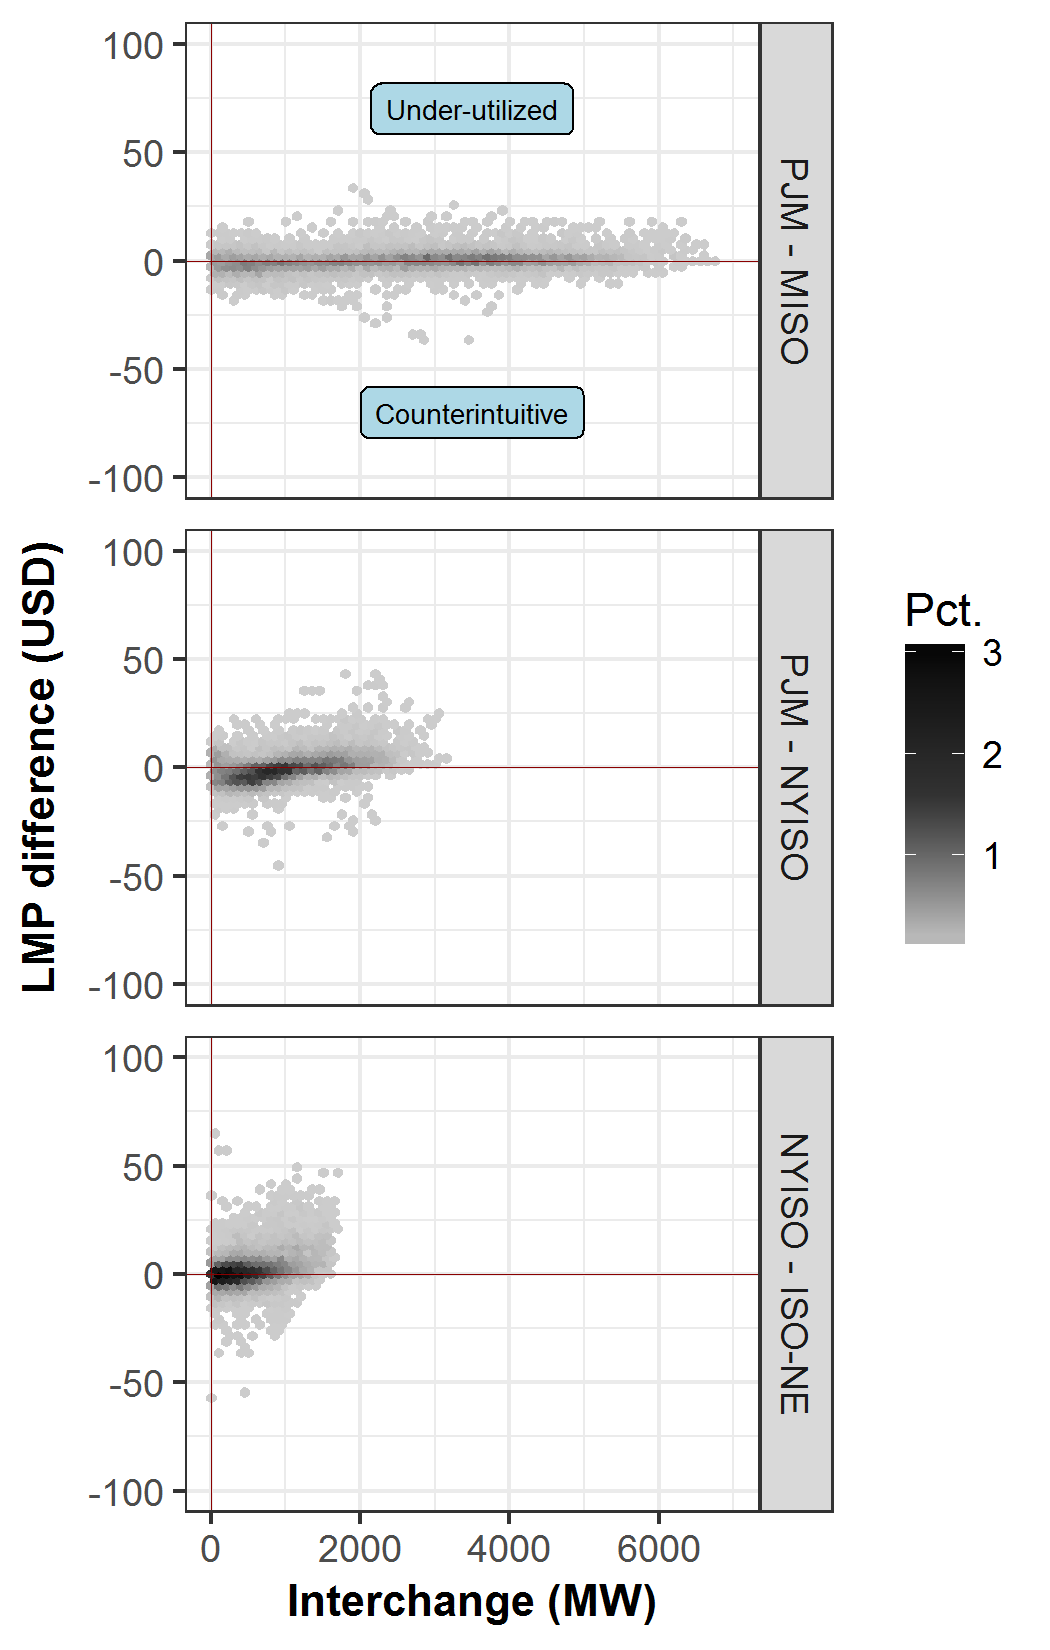 100
50
0
-50
-100
Under-utilized
Counterintuitive
PJM - MISO
100
50
0
-50
-100
PJM - NYISO
LMP difference (USD)
Pct.
3
2
1
100
50
0
-50
-100
NYISO - ISO-NE
0 2000 4000 6000
Interchange (MW)